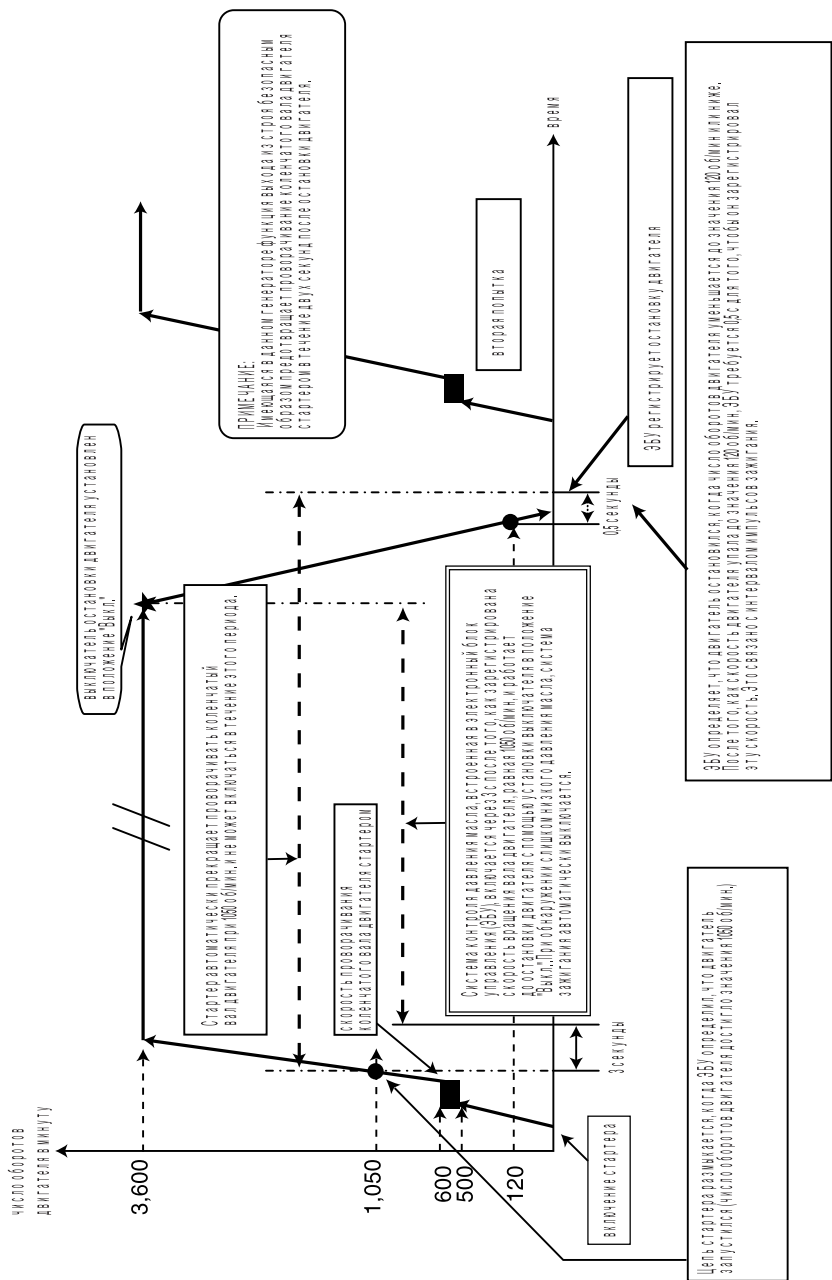 число оборотов
двигателя в минуту
3,600
1,050
600
500
120
выключатель остановки двигателя установлен
в положение "Выкл."
Стартер автоматически прекращает проворачивать коленчатый
вал двигателя при 1050 об/мин, и не может включаться в течение этого периода.
скорость проворачивания
коленчатого вала двигателя стартером
Система контроля давления масла, встроенная в электронный блок
управления (ЭБУ), включается через 3 с после того, как зарегистрирована
скорость вращения вала двигателя, равная 1050 об/мин, и работает
до остановки двигателя с помощью установки выключателя в положение
"Выкл.". При обнаружении слишком низкого давления масла, система
зажигания автоматически выключается.
ПРИМЕЧАНИЕ:
Имеющаяся в данном генераторе функция выхода из строя безопасным
образом предотвращает проворачивание коленчатого вала двигателя
стартером в течение двух секунд после остановки двигателя.
вторая попытка
время
включение стартера
3 секунды
0,5 секунды
ЭБУ регистрирует остановку двигателя
Цепь стартера размыкается, когда ЭБУ определил, что двигатель
запустился (число оборотов двигателя достигло значения 1050 об/мин.)
ЭБУ определяет, что двигатель остановился, когда число оборотов двигателя уменьшается до значения 120 об/мин или ниже.
После того, как скорость двигателя упала до значения 120 об/мин, ЭБУ требуется 0,5 с для того, чтобы он зарегистрировал
эту скорость. Это связано с интервалом импульсов зажигания.